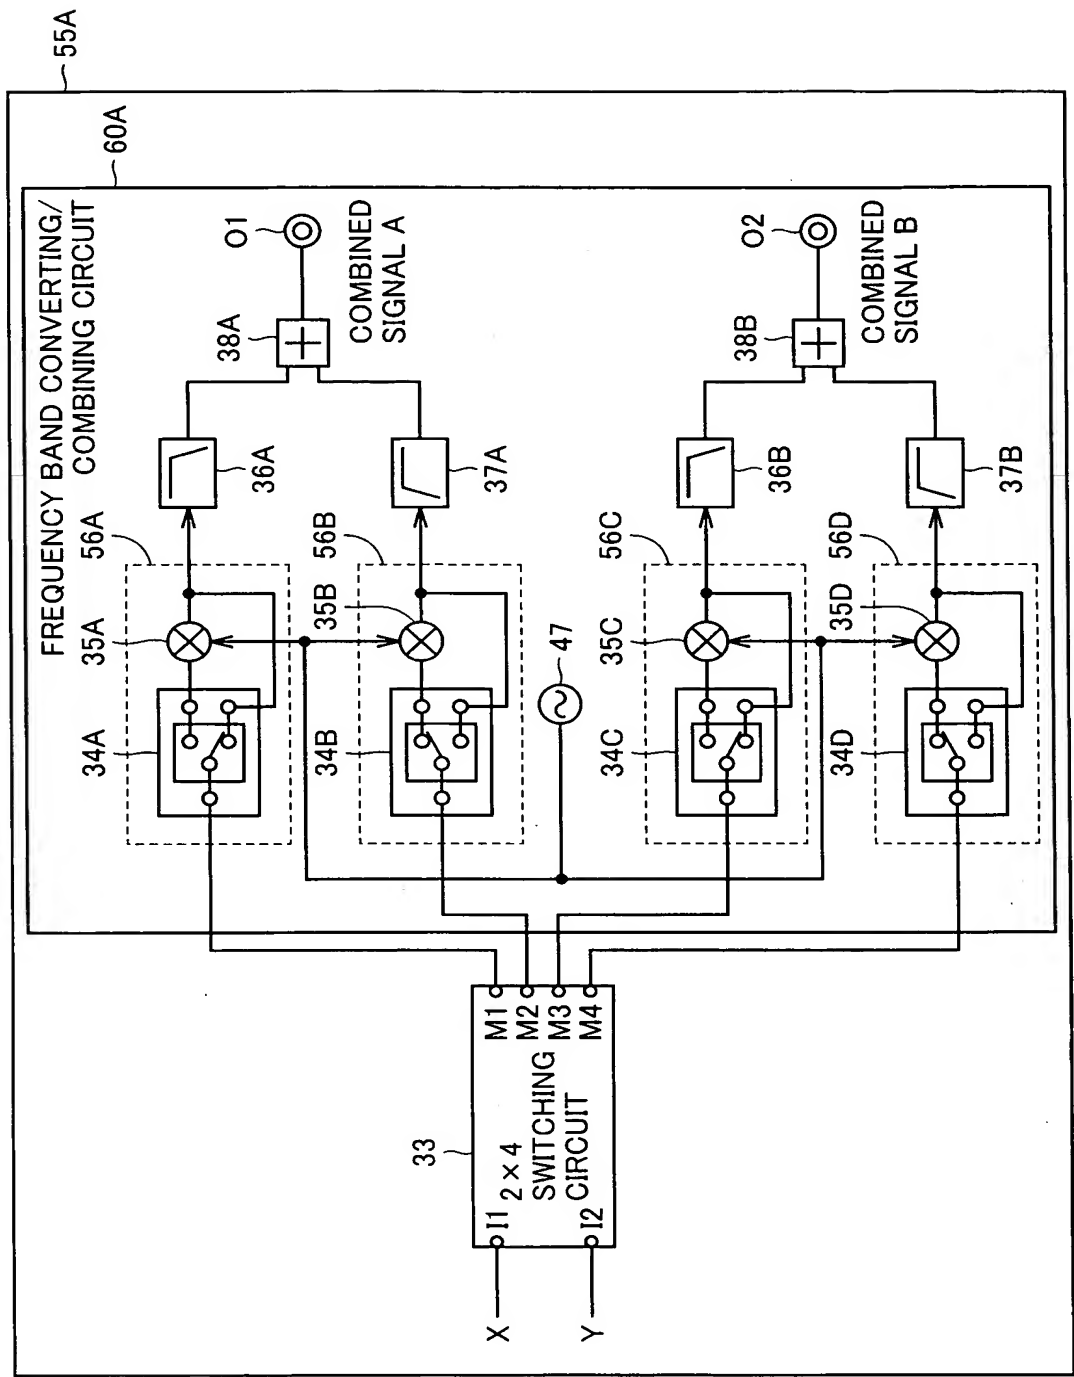 55A
60A
FREQUENCY BAND CONVERTING/
COMBINING CIRCUIT
O1
38A
COMBINED
SIGNAL A
36A
37A
56A
35A
34A
56B
35B
34B
47
O2
38B
COMBINED
SIGNAL B
36B
37B
56C
35C
34C
56D
35D
34D
33
I1
2 × 4
SWITCHING
CIRCUIT
I2
M1
M2
M3
M4
X
Y